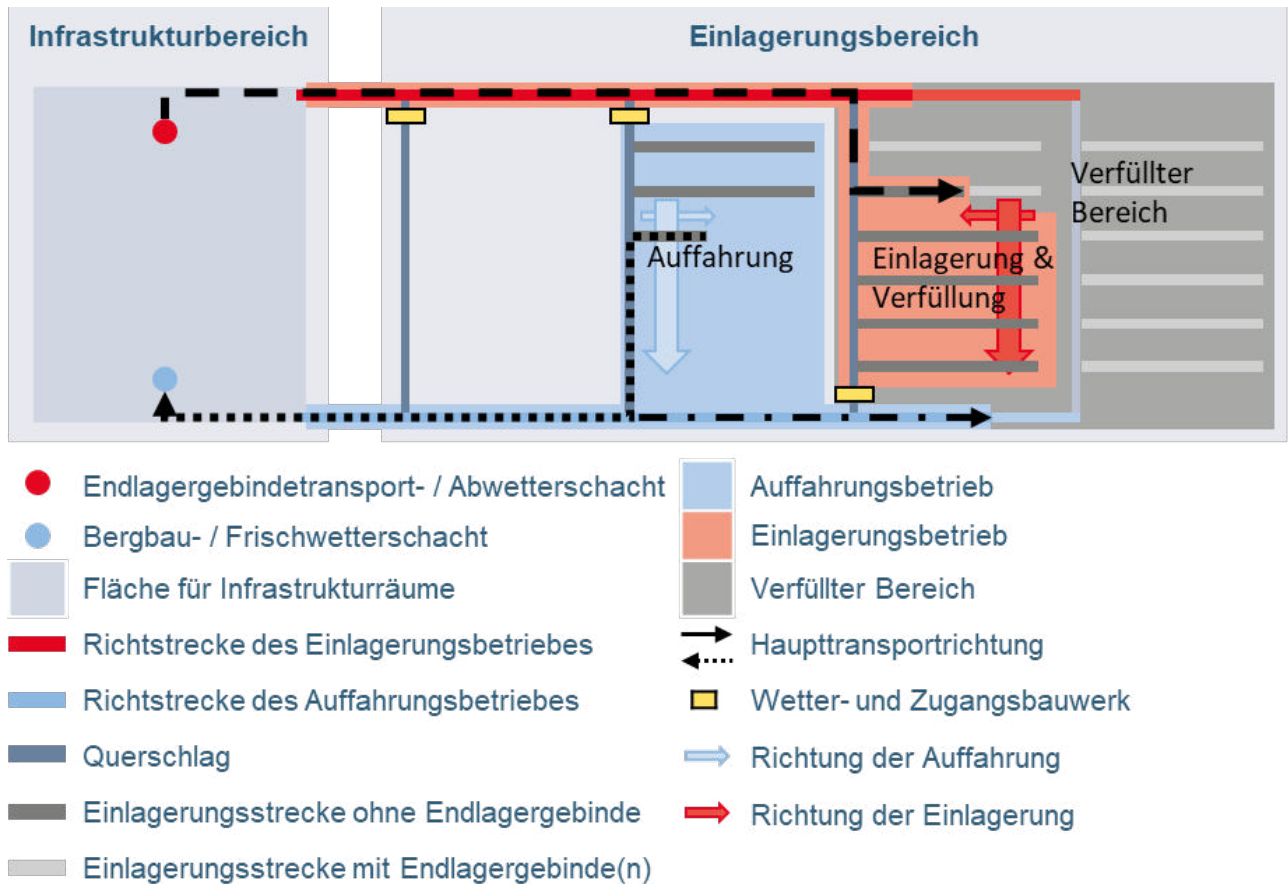 Infrastrukturbereich
Einlagerungsbereich
Verfüllter
Bereich
Auffahrung
Einlagerung &
Verfüllung
Endlagergebindetransport- / Abwetterschacht
Bergbau- / Frischwetterschacht
Fläche für Infrastrukturräume
Richtstrecke des Einlagerungsbetriebes
Richtstrecke des Auffahrungsbetriebes
Querschlag
Einlagerungsstrecke ohne Endlagergebinde
Einlagerungsstrecke mit Endlagergebinde(n)
Auffahrungsbetrieb
Einlagerungsbetrieb
Verfüllter Bereich
Haupttransportrichtung
Wetter- und Zugangsbauwerk
Richtung der Auffahrung
Richtung der Einlagerung